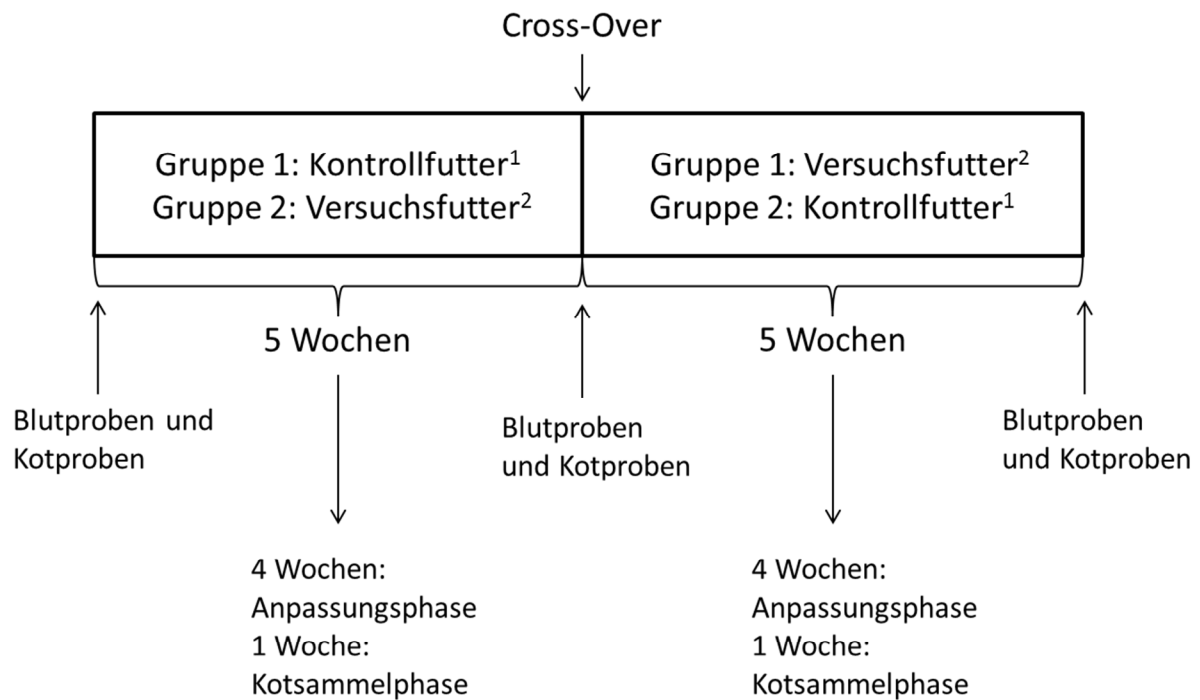 Cross-Over
Gruppe 1: Kontrollfutter¹
Gruppe 2: Versuchsfutter²
Gruppe 1: Versuchsfutter²
Gruppe 2: Kontrollfutter¹
5 Wochen
5 Wochen
Blutproben und
Kotproben
Blutproben
und Kotproben
Blutproben
und Kotproben
4 Wochen:
Anpassungsphase
1 Woche:
Kotsammelphase
4 Wochen:
Anpassungsphase
1 Woche:
Kotsammelphase